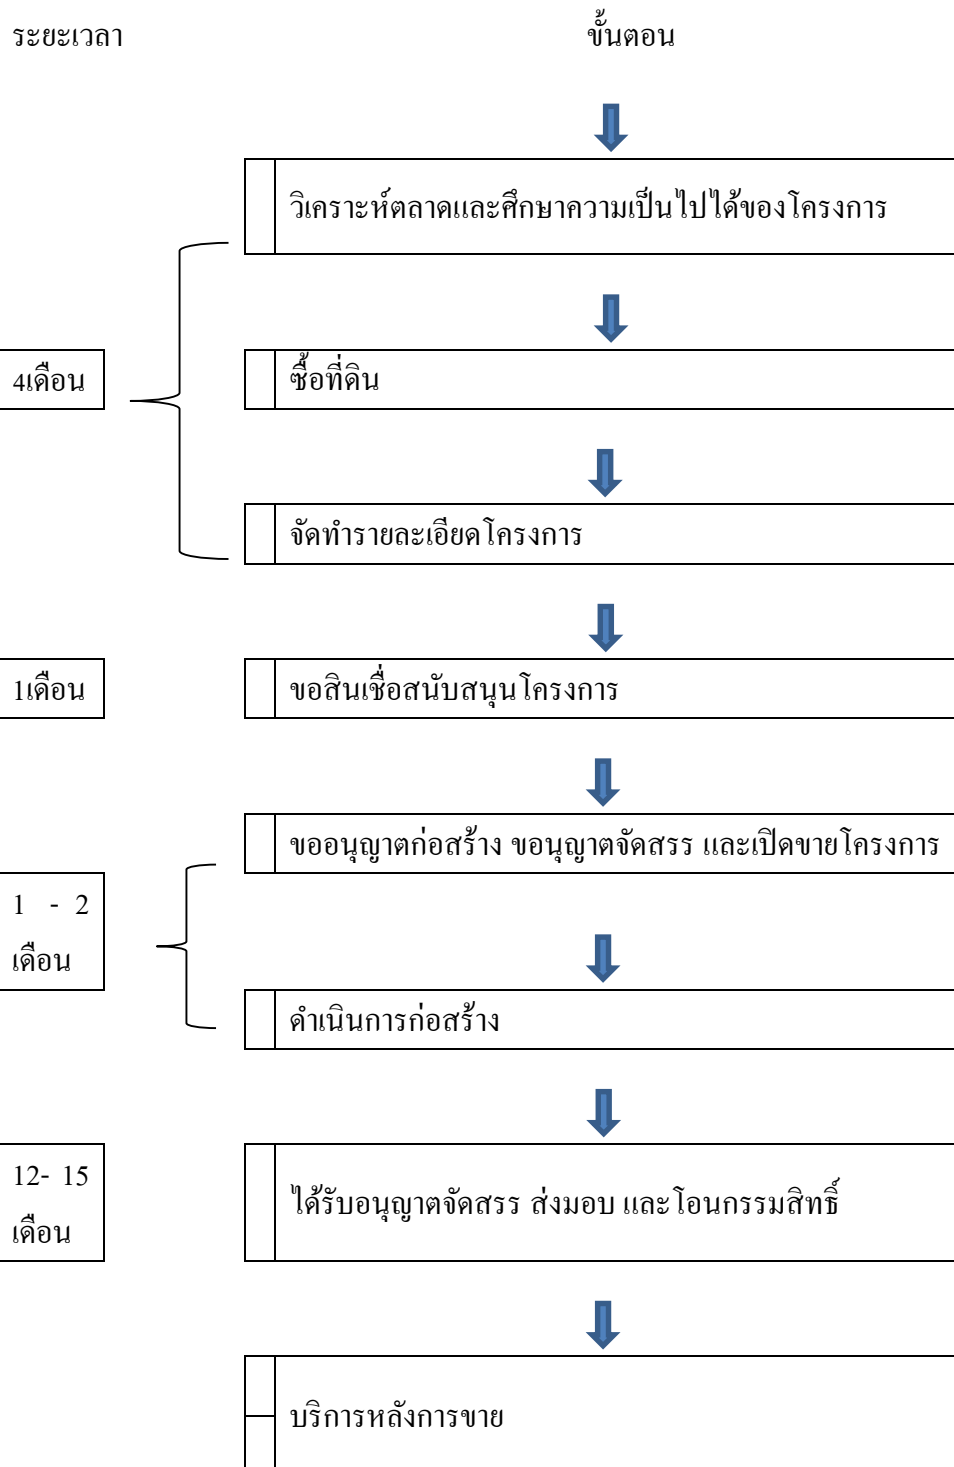 ระยะเวลา ขั้นตอน
วิเคราะห์ตลาดและศึกษาความเป็นไปได้ของโครงการ
4เดือน ซื้อที่ดิน
จัดทำรายละเอียดโครงการ
1เดือน ขอสินเชื่อสนับสนุนโครงการ
ขออนุญาตก่อสร้าง ขอนุญาตจัดสรร และเปิดขายโครงการ
1 - 2
เดือน
ดำเนินการก่อสร้าง
12- 15
เดือน
ได้รับอนุญาตจัดสรร ส่งมอบ และโอนกรรมสิทธิ์
บริการหลังการขาย